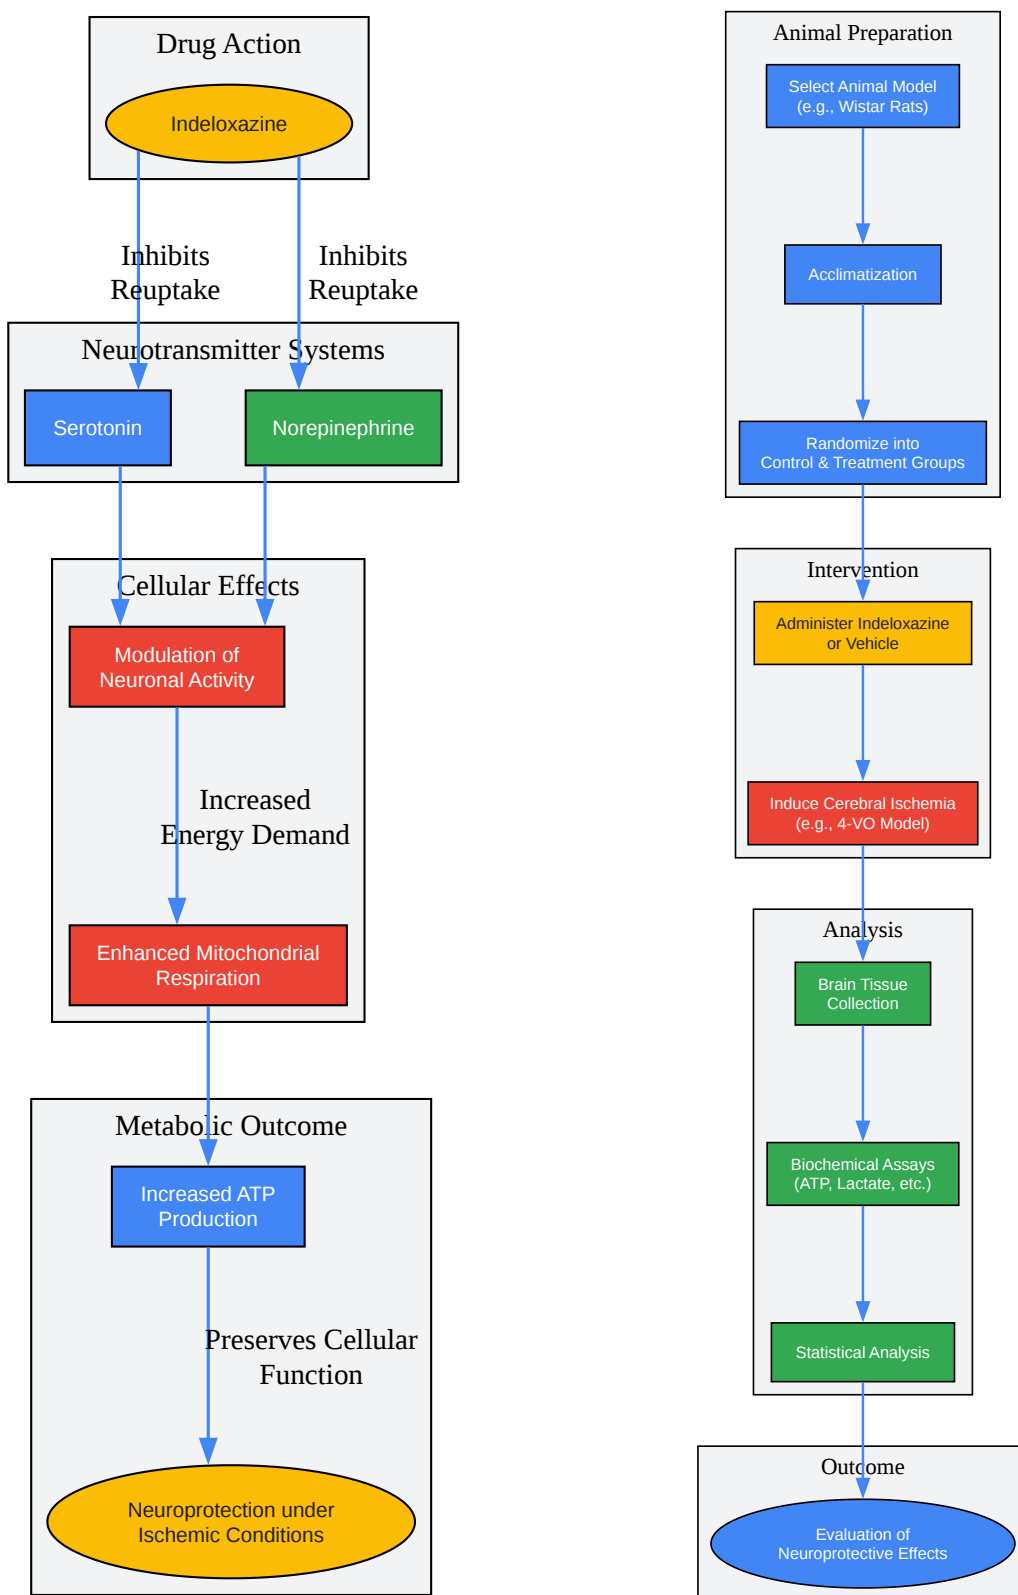 Drug Action
Indeloxazine
Inhibits
Reuptake
Inhibits
Reuptake
Neurotransmitter Systems
Serotonin
Norepinephrine
Cellular Effects
Modulation of
Neuronal Activity
Increased
Energy Demand
Enhanced Mitochondrial
Respiration
Metabolic Outcome
Increased ATP
Production
Preserves Cellular
Function
Neuroprotection under
Ischemic Conditions
Animal Preparation
Select Animal Model
(e.g., Wistar Rats)
Acclimatization
Randomize into
Control & Treatment Groups
Intervention
Administer Indeloxazine
or Vehicle
Induce Cerebral Ischemia
(e.g., 4-VO Model)
Analysis
Brain Tissue
Collection
Biochemical Assays
(ATP, Lactate, etc.)
Statistical Analysis
Outcome
Evaluation of
Neuroprotective Effects